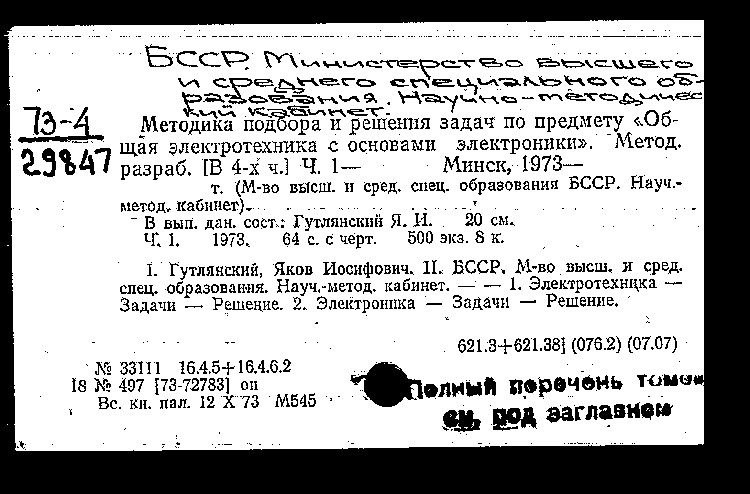 БССР. Министерство высшего
и среднего специального об-
разования. Научно-методичес
кий кабинет.
73-4
29847
Методика подбора и решения задач по предмету «Об-
щая электротехника с основами электроники». Метод.
разраб. [В 4-х ч.] Ч. 1— Минск, 1973—
т. (М-во высш. и сред. спец. образования БССР. Науч.-
метод. кабинет).
В вып. дан. сост.: Гутлянский Я. И. 20 см.
Ч. 1. 1973. 64 с. с черт. 500 экз. 8 к.
I. Гутлянский, Яков Иосифович. II. БССР. М-во высш. и сред.
спец. образования. Науч.-метод. кабинет. — — 1. Электротехника —
Задачи — Решение. 2. Электроника — Задачи — Решение.
621.3+621.38] (076.2) (07.07)
№ 33111 16.4.5+16.4.6.2
18 № 497 [73-72783] оп
Вс. кн. пал. 12 X 73 М545
Полный перечень томов
см. под заглавием